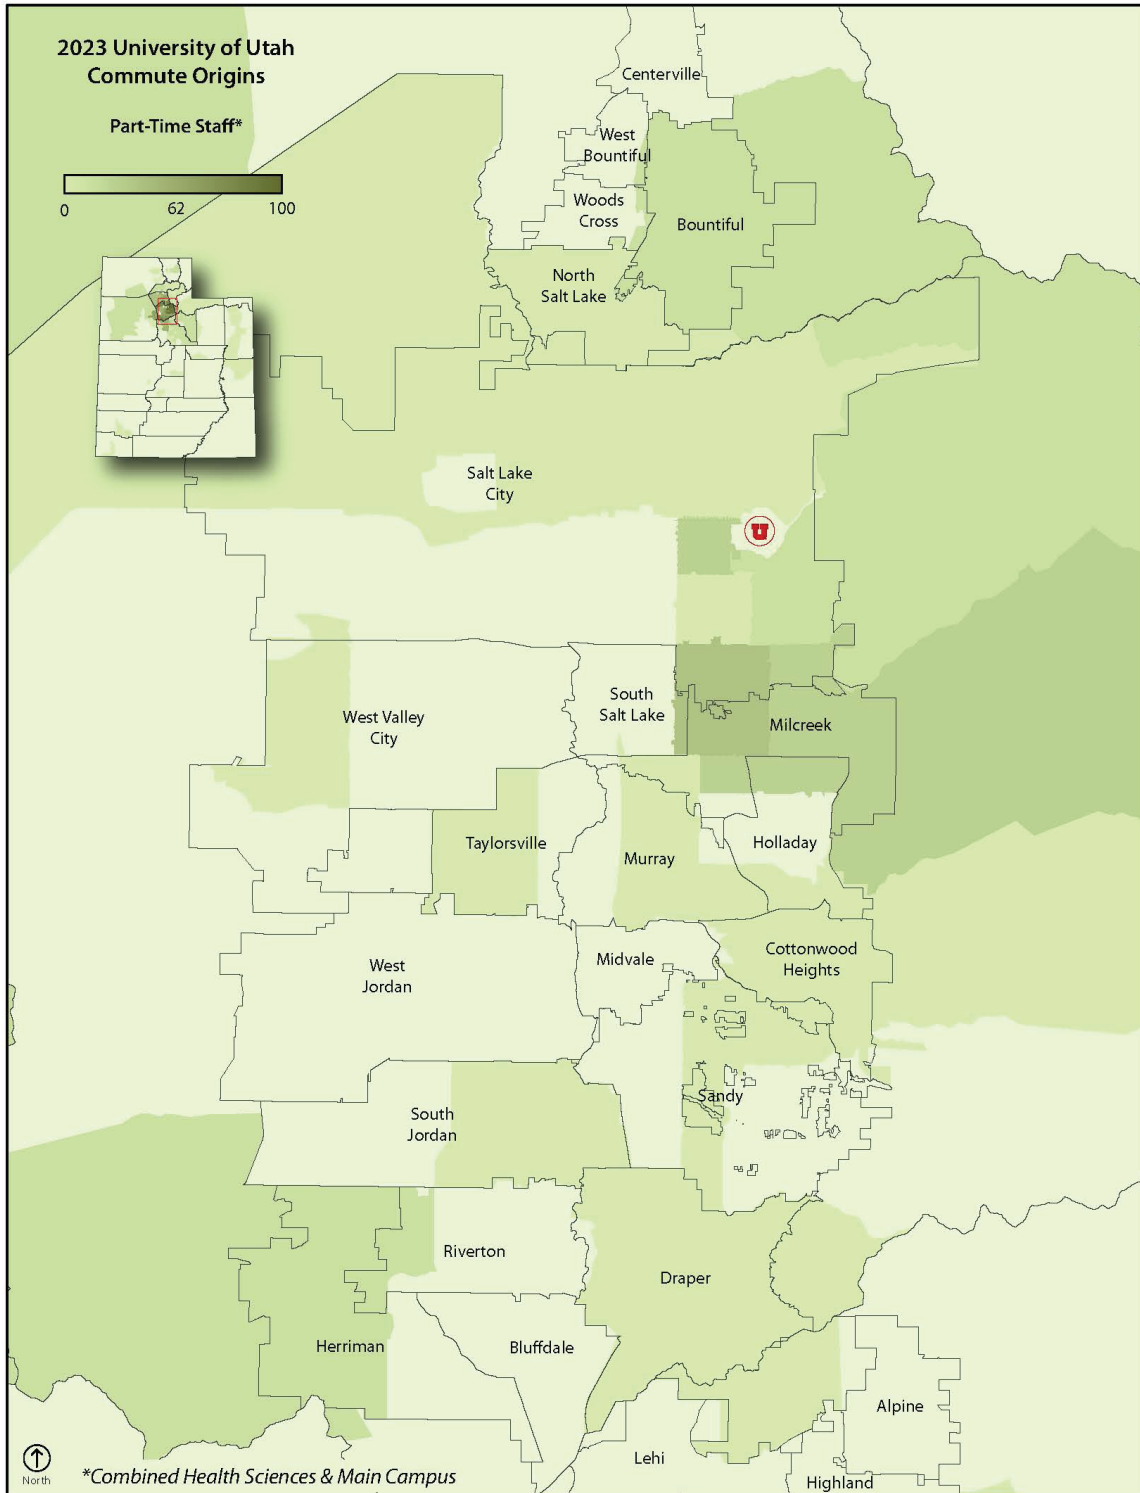 2023 University of Utah
Commute Origins
Part-Time Staff*
0 62 100
Centerville
West
Bountiful
Woods
Cross
Bountiful
North
Salt Lake
Salt Lake
City
U
South
Salt Lake
West Valley
City
Milcreek
Taylorsville
Murray
Holladay
West
Jordan
Midvale
Cottonwood
Heights
Sandy
South
Jordan
Riverton
Draper
Herriman
Bluffdale
Alpine
Lehi
Highland
North
*Combined Health Sciences & Main Campus